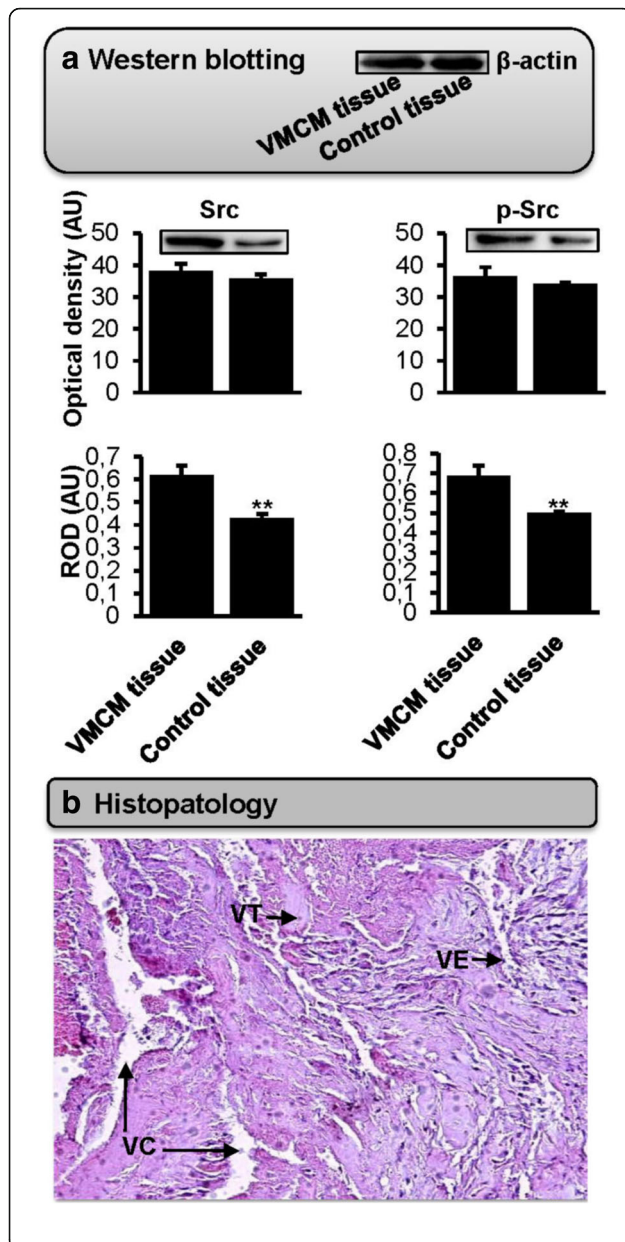 a Western blotting
β-actin
VMCM tissue
Control tissue
Src
p-Src
Optical density (AU)
50
40
30
20
10
0
50
40
30
20
10
0
ROD (AU)
0,7
0,6
0,5
0,4
0,3
0,2
0,1
0
**
0,8
0,7
0,6
0,5
0,4
0,3
0,2
0,1
0
**
VMCM tissue
Control tissue
VMCM tissue
Control tissue
b Histopatology
VT
VE
VC